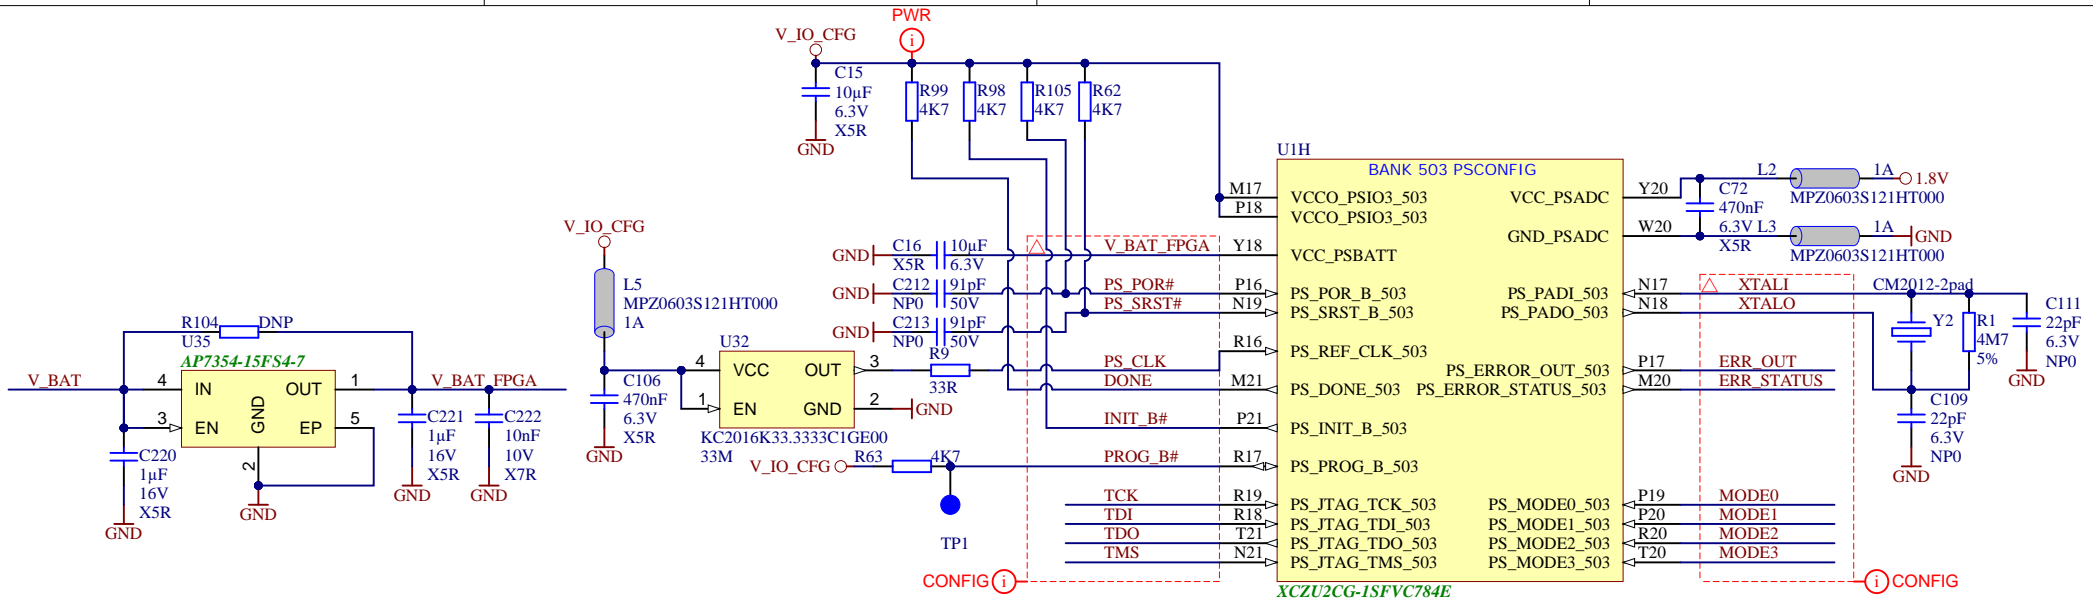 PWR
V_IO_CFG
C15
10µF
6.3V
X5R
GND
R99
4K7
R98
4K7
R105
4K7
R62
4K7
U1H
BANK 503 PSCONFIG
M17
P18
VCCO_PSIO3_503
VCCO_PSIO3_503
VCC_PSADC
Y20
C72
470nF
6.3V
X5R
L2
1A
1.8V
MPZ0603S121HT000
GND_PSADC
W20
L3
1A
GND
MPZ0603S121HT000
V_IO_CFG
L5
MPZ0603S121HT000
1A
GND
C16
X5R
10µF
6.3V
V_BAT_FPGA
Y18
VCC_PSBATT
GND
C212
NP0
91pF
50V
PS_POR#
P16
PS_POR_B_503
PS_SRST#
N19
PS_SRST_B_503
GND
C213
NP0
91pF
50V
PS_PADI_503
N17
XTALI
PS_PADO_503
N18
XTALO
CM2012-2pad
Y2
R1
4M7
5%
C111
22pF
6.3V
NP0
GND
R104
DNP
U35
AP7354-15FS4-7
V_BAT
4
IN
OUT
1
V_BAT_FPGA
3
EN
GND
EP
5
2
GND
C220
1µF
16V
X5R
GND
C221
1µF
16V
X5R
GND
C222
10nF
10V
X7R
GND
C106
470nF
6.3V
X5R
GND
U32
4
VCC
OUT
3
1
EN
GND
2
GND
KC2016K33.3333C1GE00
33M
R9
33R
PS_CLK
R16
PS_REF_CLK_503
DONE
M21
PS_DONE_503
PS_ERROR_OUT_503
P17
ERR_OUT
PS_ERROR_STATUS_503
M20
ERR_STATUS
INIT_B#
P21
PS_INIT_B_503
C109
22pF
6.3V
NP0
GND
V_IO_CFG
R63
4K7
PROG_B#
R17
PS_PROG_B_503
TP1
TCK
R19
PS_JTAG_TCK_503
PS_MODE0_503
P19
MODE0
TDI
R18
PS_JTAG_TDI_503
PS_MODE1_503
P20
MODE1
TDO
T21
PS_JTAG_TDO_503
PS_MODE2_503
R20
MODE2
TMS
N21
PS_JTAG_TMS_503
PS_MODE3_503
T20
MODE3
CONFIG
i
i
i
CONFIG
XCZU2CG-1SFVC784E